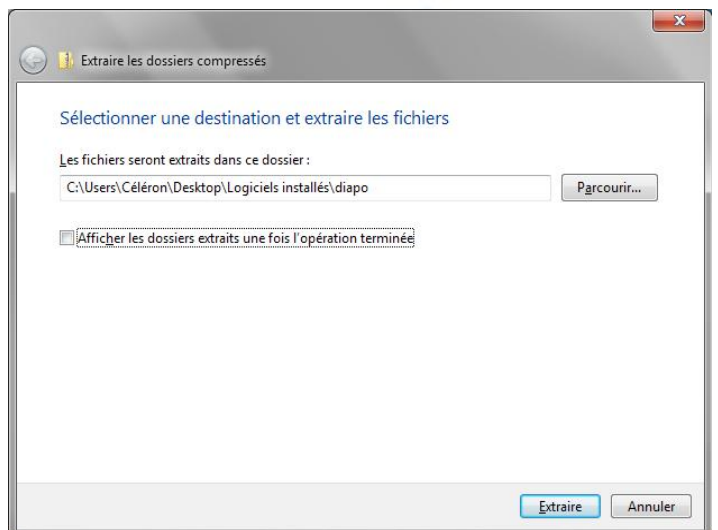 Extraire les dossiers compressés
Sélectionner une destination et extraire les fichiers
Les fichiers seront extraits dans ce dossier :
C:\Users\Céléron\Desktop\Logiciels installés\diapo
Parcourir...
Afficher les dossiers extraits une fois l'opération terminée
Extraire
Annuler